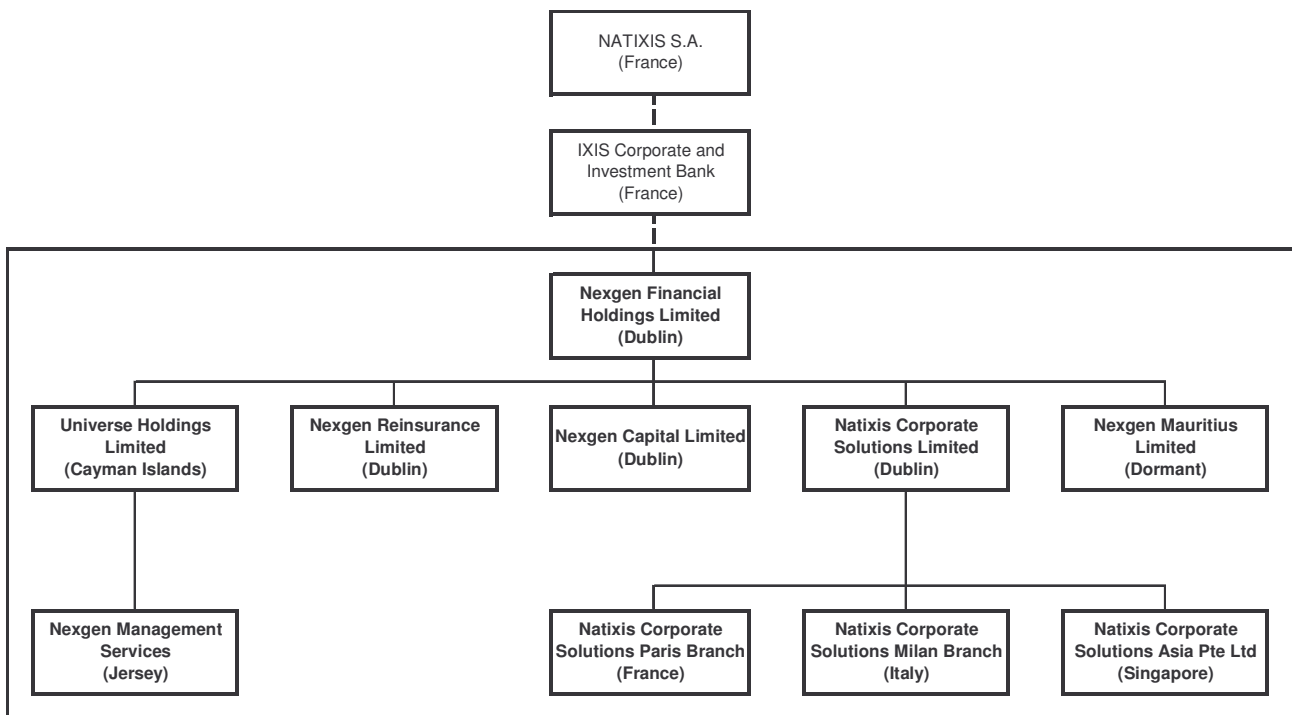 NATIXIS S.A.
(France)
IXIS Corporate and
Investment Bank
(France)
Nexgen Financial
Holdings Limited
(Dublin)
Universe Holdings
Limited
(Cayman Islands)
Nexgen Reinsurance
Limited
(Dublin)
Nexgen Capital Limited
(Dublin)
Natixis Corporate
Solutions Limited
(Dublin)
Nexgen Mauritius
Limited
(Dormant)
Nexgen Management
Services
(Jersey)
Natixis Corporate
Solutions Paris Branch
(France)
Natixis Corporate
Solutions Milan Branch
(Italy)
Natixis Corporate
Solutions Asia Pte Ltd
(Singapore)